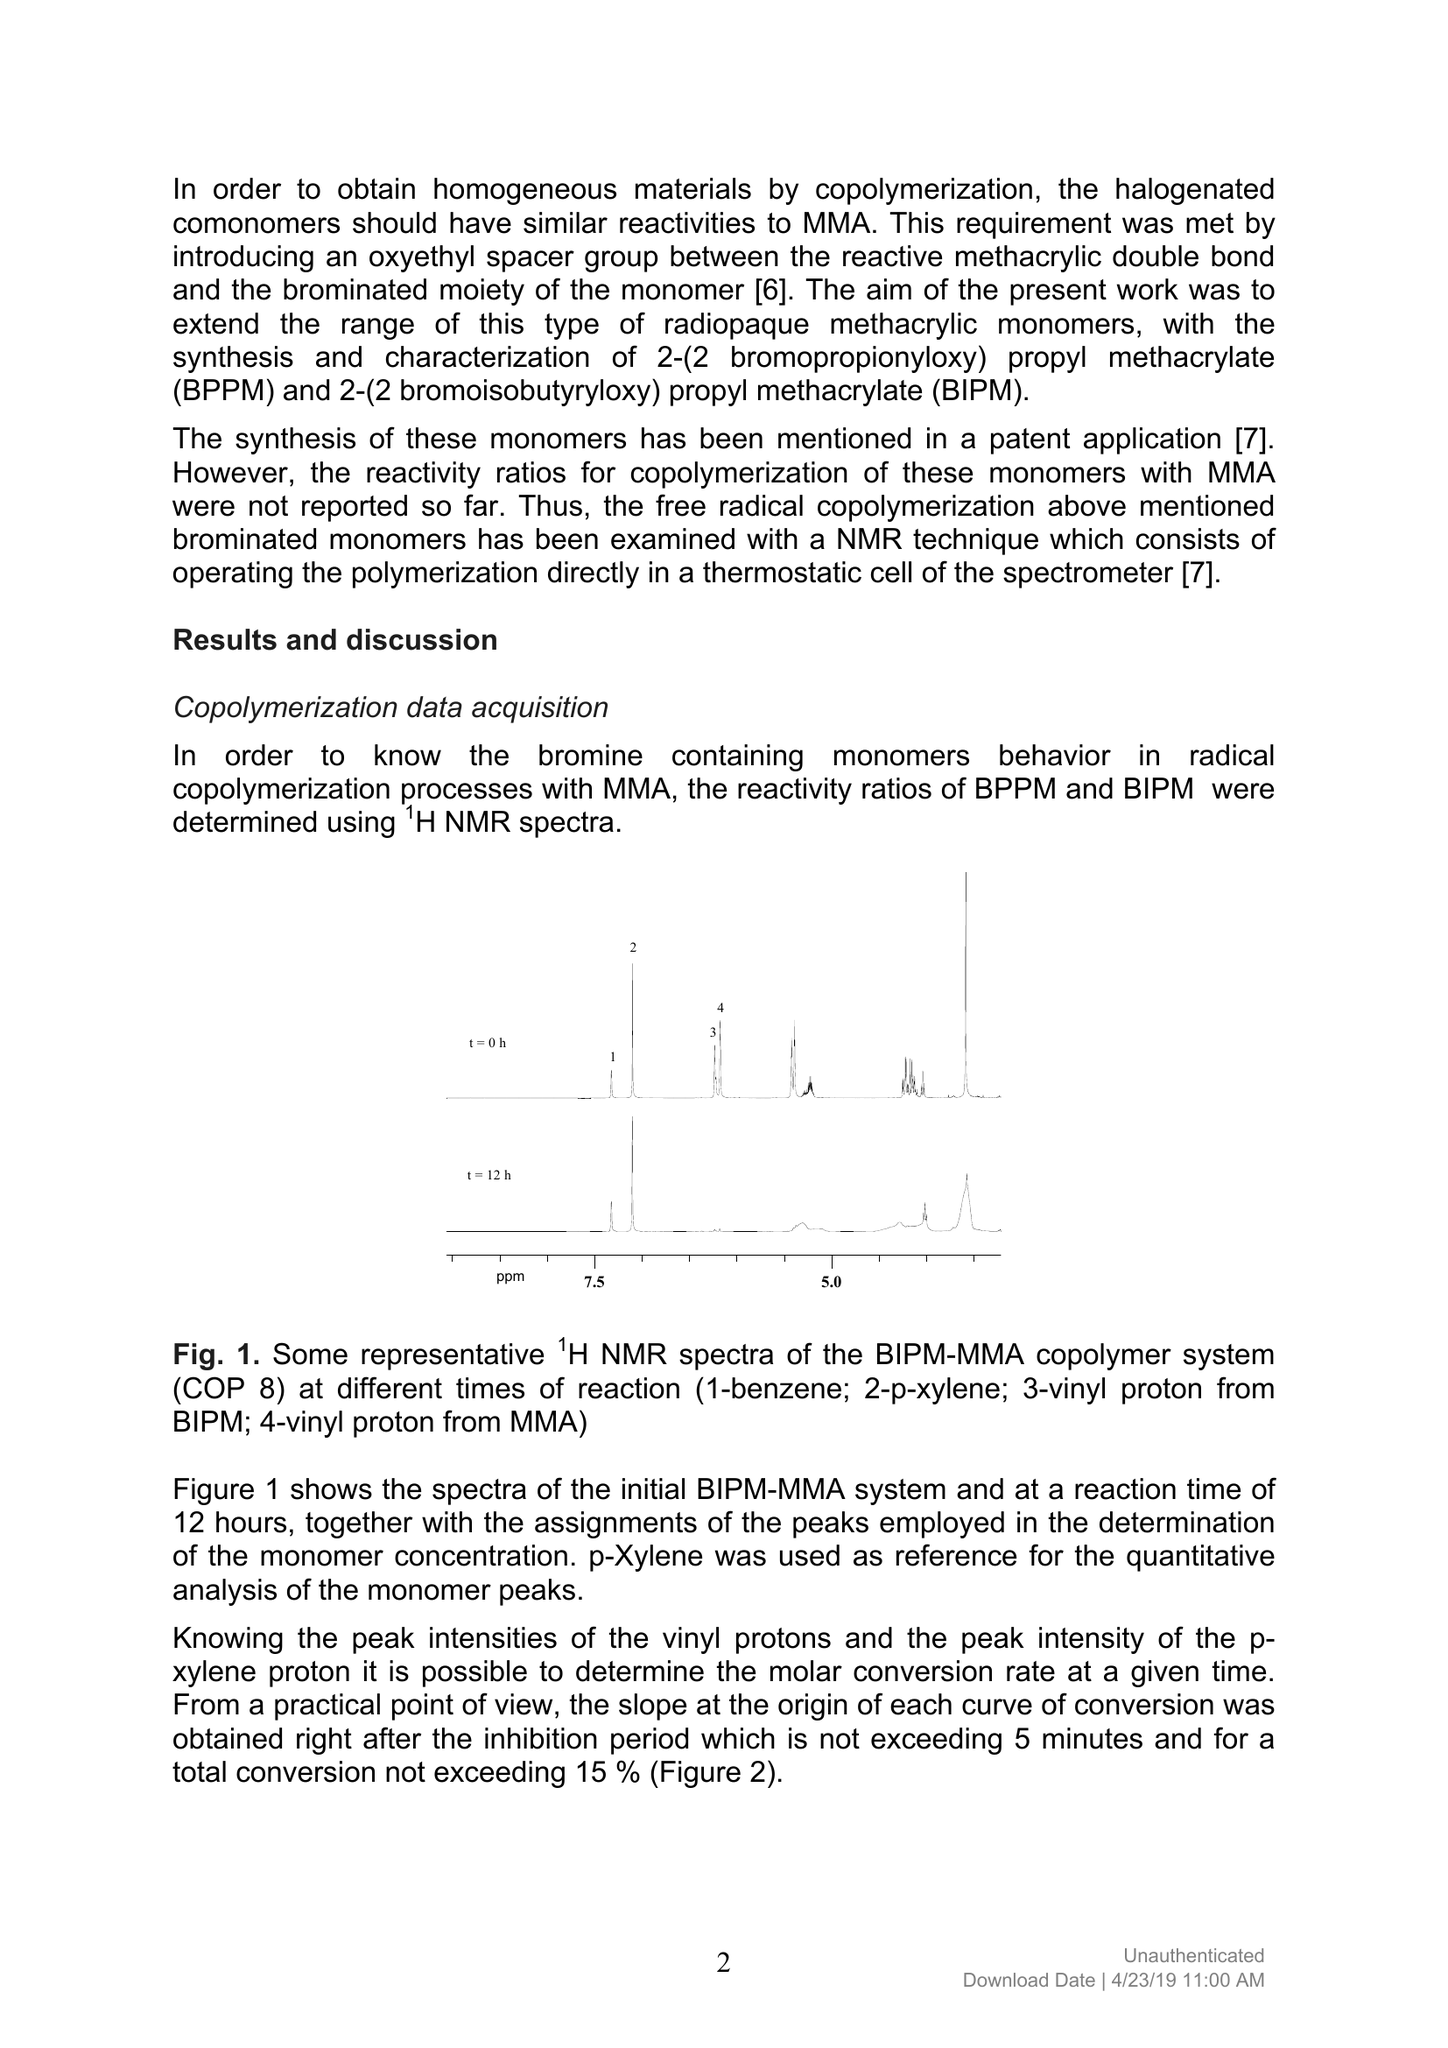 In order to obtain homogeneous materials by copolymerization, the halogenated
comonomers should have similar reactivities to MMA. This requirement was met by
introducing an oxyethyl spacer group between the reactive methacrylic double bond
and the brominated moiety of the monomer [6]. The aim of the present work was to
extend the range of this type of radiopaque methacrylic monomers, with the
synthesis and characterization of 2-(2 bromopropionyloxy) propyl methacrylate
(BPPM) and 2-(2 bromoisobutyryloxy) propyl methacrylate (BIPM).
The synthesis of these monomers has been mentioned in a patent application [7].
However, the reactivity ratios for copolymerization of these monomers with MMA
were not reported so far. Thus, the free radical copolymerization above mentioned
brominated monomers has been examined with a NMR technique which consists of
operating the polymerization directly in a thermostatic cell of the spectrometer [7].
Results and discussion
Copolymerization data acquisition
In order to know the bromine containing monomers behavior in radical
copolymerization processes with MMA, the reactivity ratios of BPPM and BIPM were
determined using ¹H NMR spectra.
2
4
3
t = 0 h
1
t = 12 h
ppm 7.5 5.0
Fig. 1. Some representative ¹H NMR spectra of the BIPM-MMA copolymer system
(COP 8) at different times of reaction (1-benzene; 2-p-xylene; 3-vinyl proton from
BIPM; 4-vinyl proton from MMA)
Figure 1 shows the spectra of the initial BIPM-MMA system and at a reaction time of
12 hours, together with the assignments of the peaks employed in the determination
of the monomer concentration. p-Xylene was used as reference for the quantitative
analysis of the monomer peaks.
Knowing the peak intensities of the vinyl protons and the peak intensity of the p-
xylene proton it is possible to determine the molar conversion rate at a given time.
From a practical point of view, the slope at the origin of each curve of conversion was
obtained right after the inhibition period which is not exceeding 5 minutes and for a
total conversion not exceeding 15 % (Figure 2).
2
Unauthenticated
Download Date | 4/23/19 11:00 AM